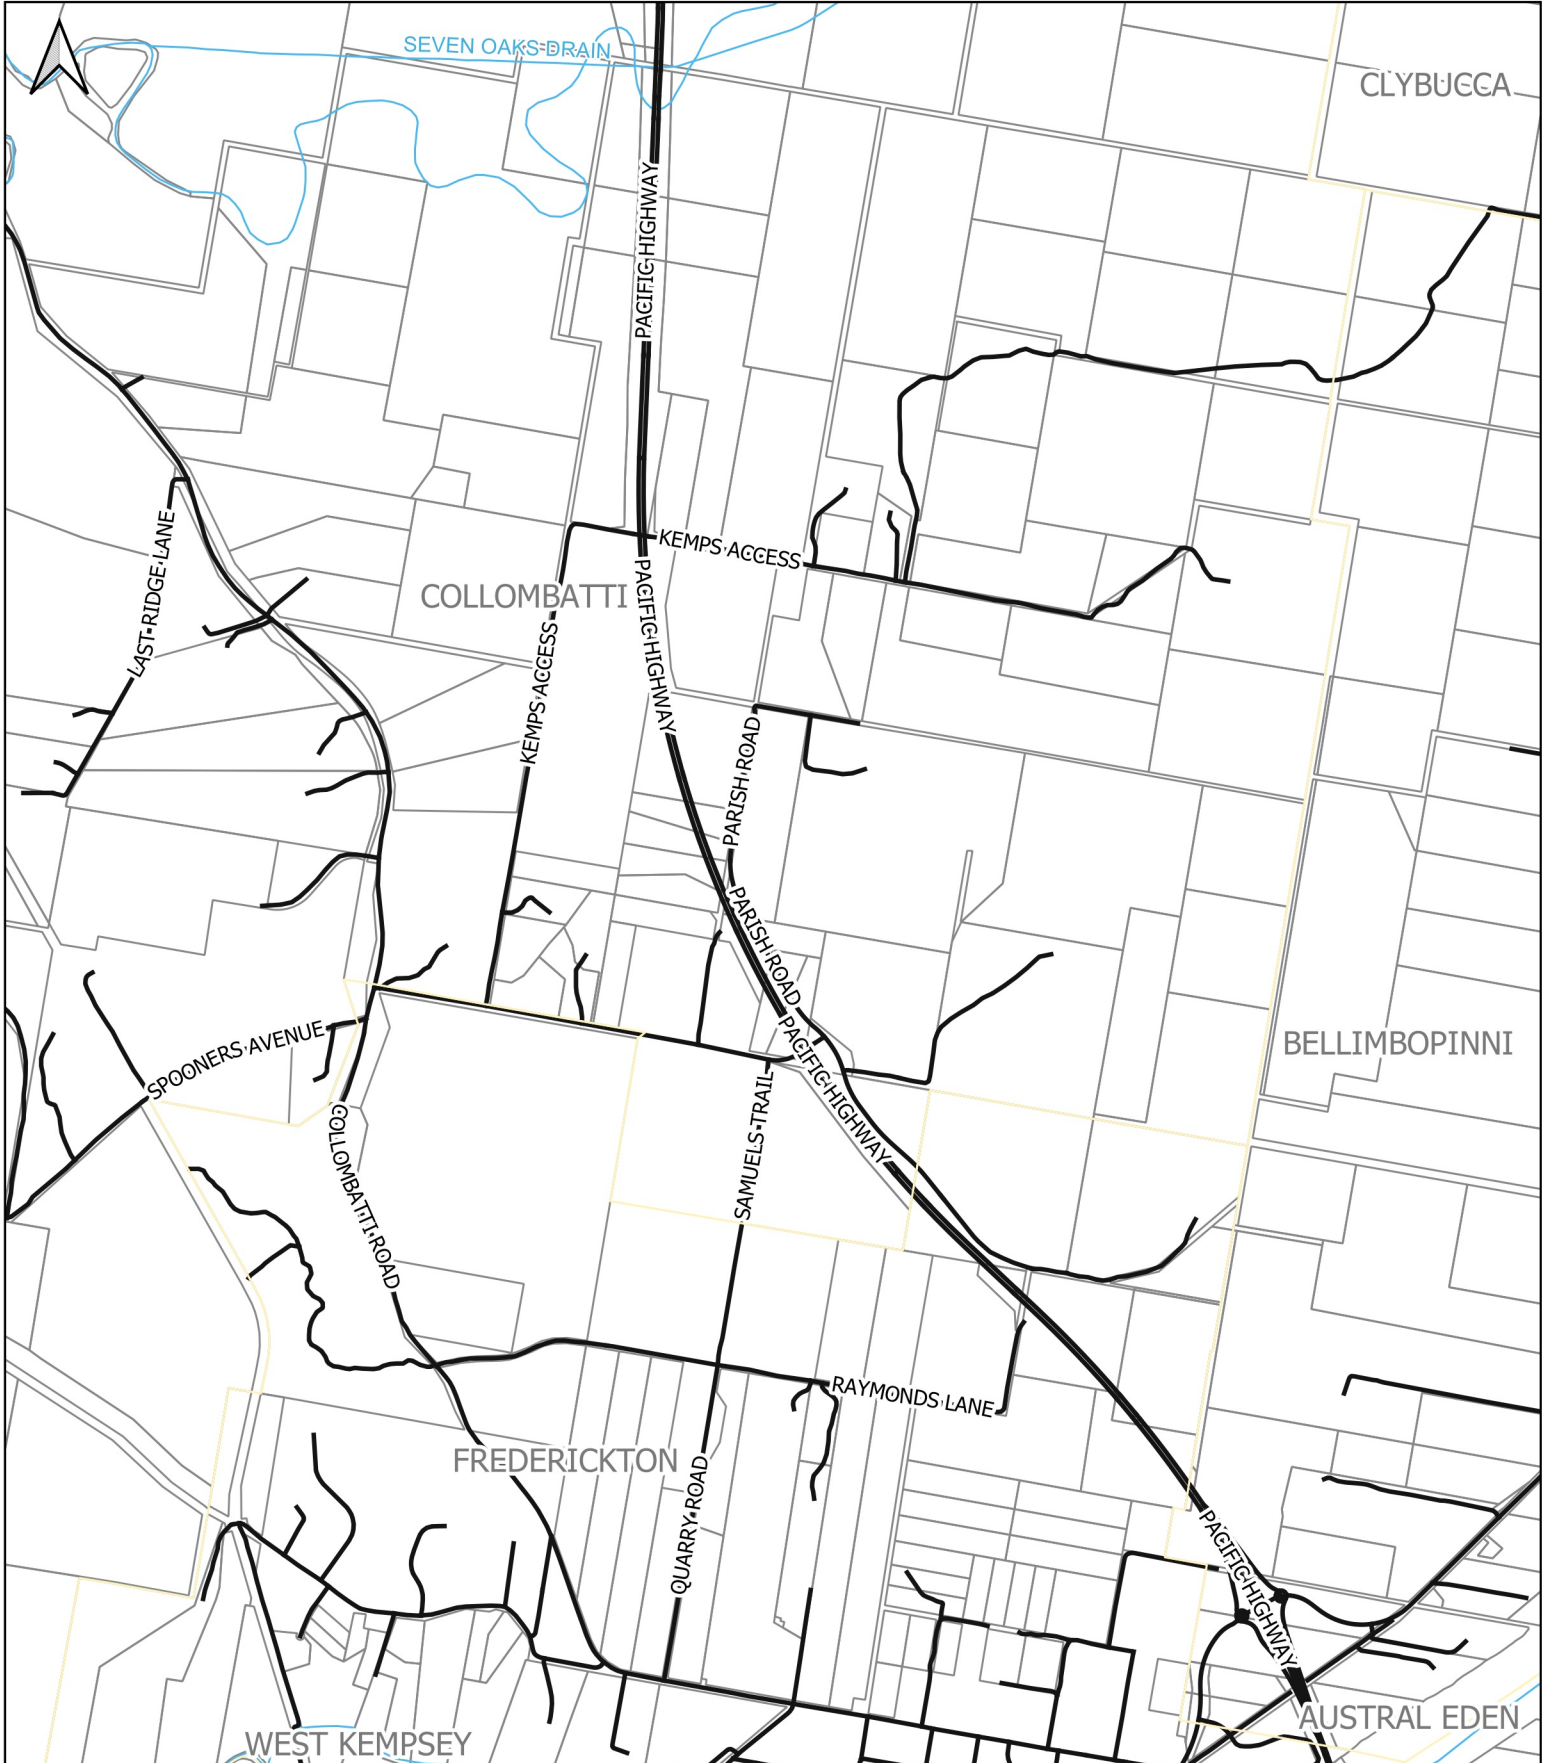 SEVEN OAKS DRAIN
CLYBUCCA
PACIFIC HIGHWAY
KEMPS ACCESS
LAST RIDGE LANE
COLLOMBATTI
PACIFIC HIGHWAY
KEMPS ACCESS
PARISH ROAD
PARISH ROAD
SPOONERS AVENUE
PACIFIC HIGHWAY
BELLIMBOPINNI
COLLOMBATTI ROAD
SAMUELS TRAIL
RAYMONDS LANE
FREDERICKTON
QUARRY ROAD
PACIFIC HIGHWAY
AUSTRAL EDEN
WEST KEMPSEY